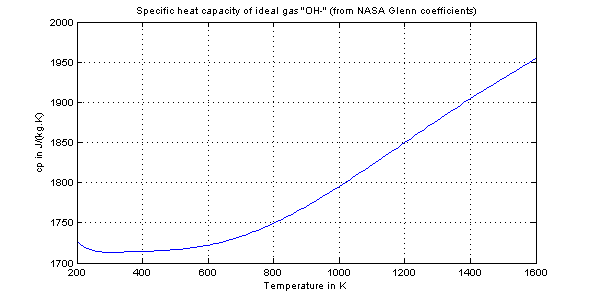 Specific heat capacity of ideal gas "OH-" (from NASA Glenn coefficients)
2000
1950
1900
1850
1800
1750
1700
cp in J/(kg.K)
200 400 600 800 1000 1200 1400 1600
Temperature in K